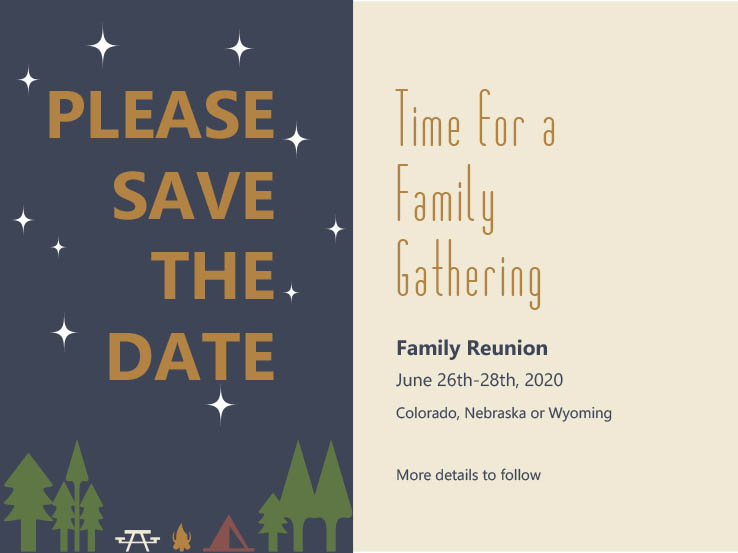 PLEASE
SAVE
THE
DATE
Time for a
Family
Gathering
Family Reunion
June 26th-28th, 2020
Colorado, Nebraska or Wyoming
More details to follow